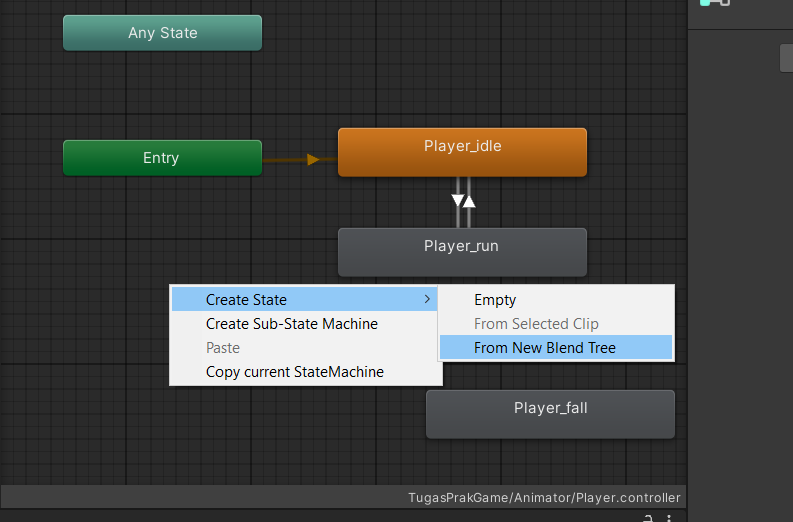 Any State
Entry
Player_idle
Player_run
Create State
Create Sub-State Machine
Paste
Copy current StateMachine
Empty
From Selected Clip
From New Blend Tree
Player_fall
TugasPrakGame/Animator/Player.controller